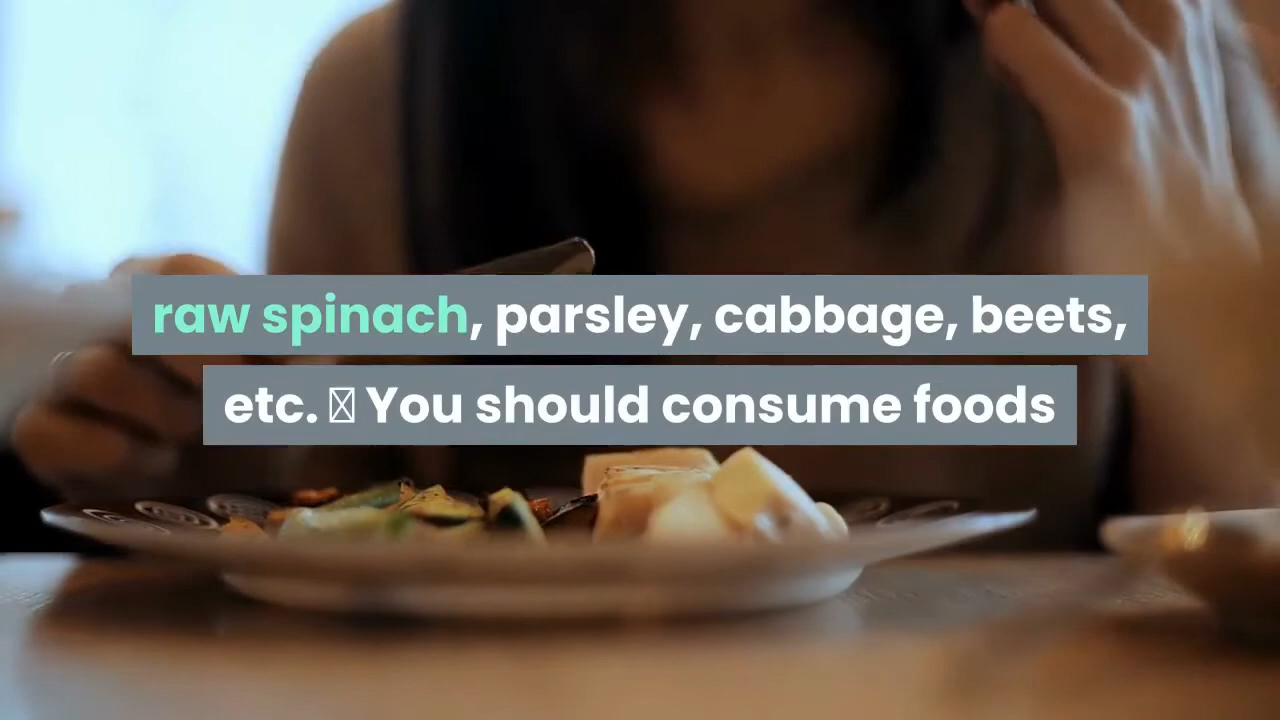 raw spinach, parsley, cabbage, beets,
etc. You should consume foods